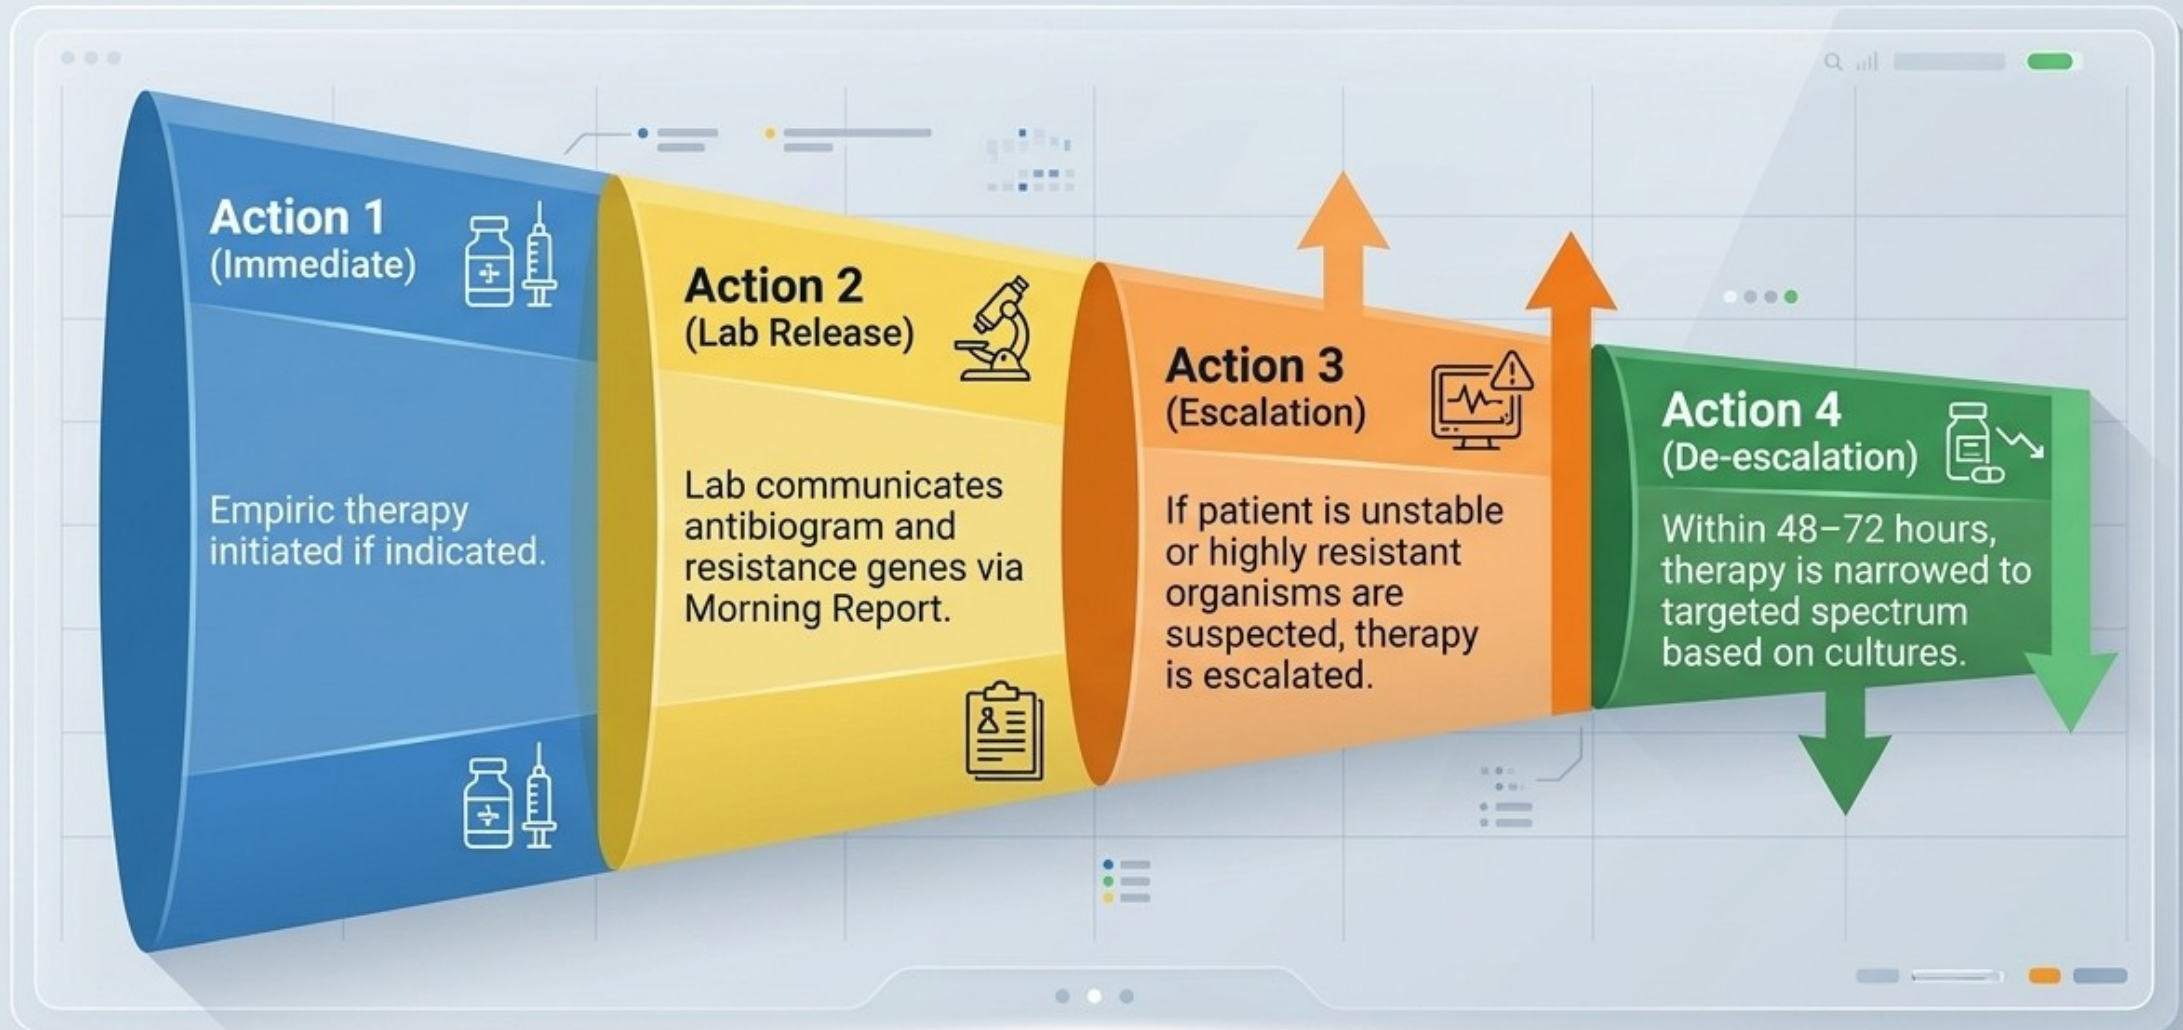 Action 1
(Immediate)
Empiric therapy
initiated if indicated.
Action 2
(Lab Release)
Lab communicates
antibiogram and
resistance genes via
Morning Report.
Action 3
(Escalation)
If patient is unstable
or highly resistant
organisms are
suspected, therapy
is escalated.
Action 4
(De-escalation)
Within 48–72 hours,
therapy is narrowed to
targeted spectrum
based on cultures.